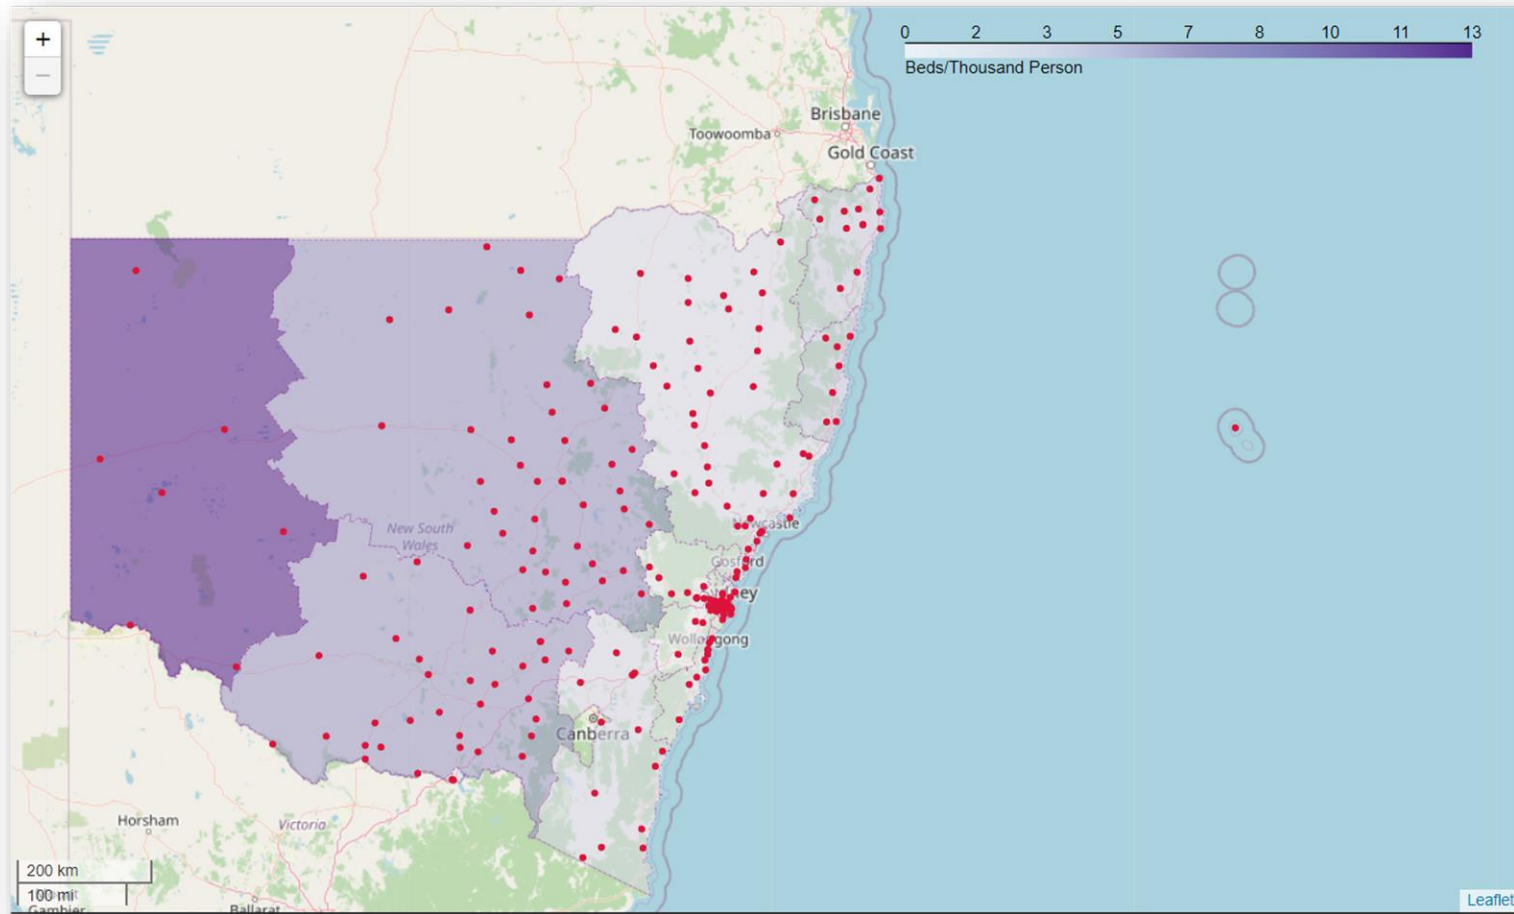 +
−
0 2 3 5 7 8 10 11 13
Beds/Thousand Person
Brisbane
Toowoomba
Gold Coast
New South
Wales
Newcastle
Gosford
Wollongong
Canberra
Horsham
Victoria
200 km
100 mi
Gambier
Ballarat
Leaflet